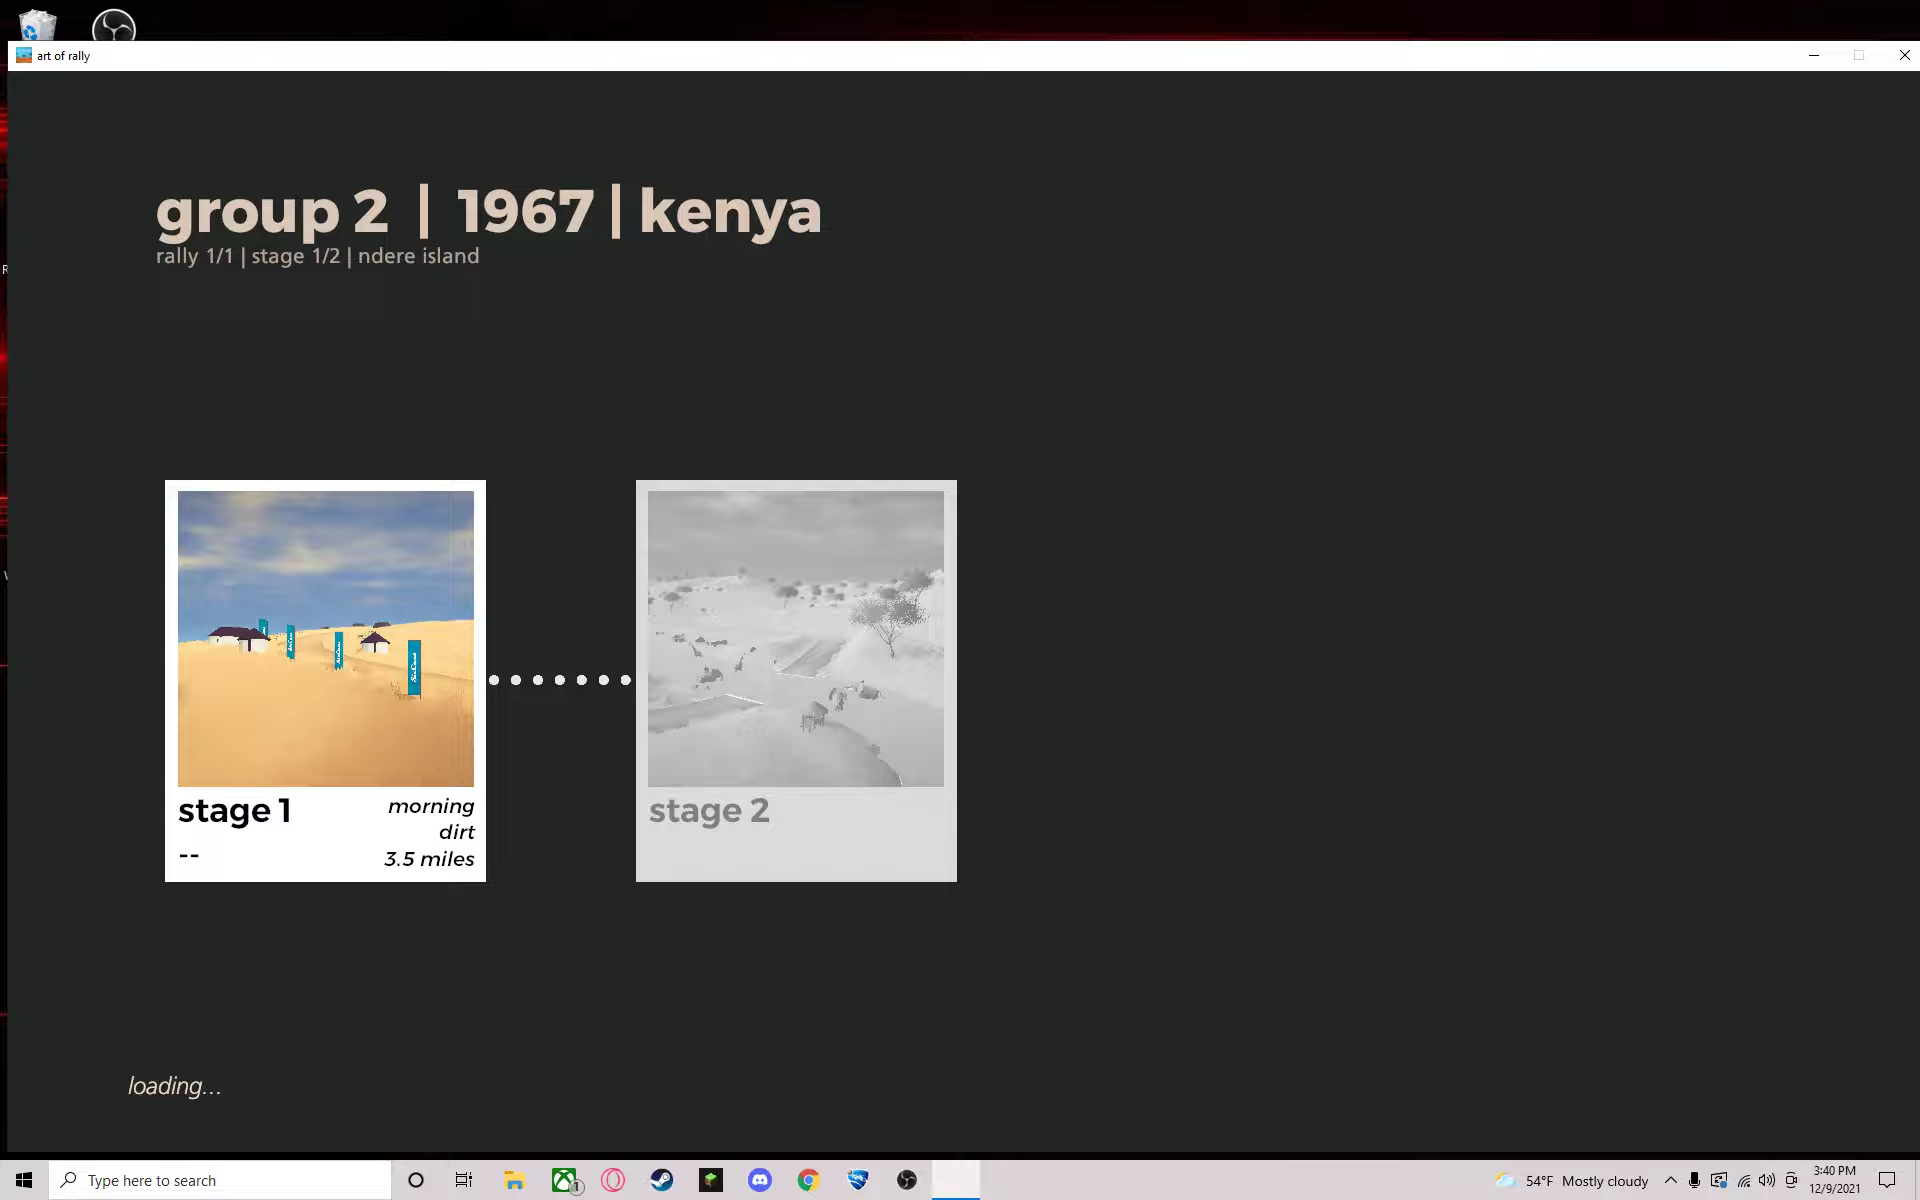 art of rally
group 2 | 1967 | kenya
rally 1/1 | stage 1/2 | ndere island
stage 1
--
morning
dirt
3.5 miles
stage 2
loading...
Type here to search
1
54°F Mostly cloudy
3:40 PM
12/9/2021